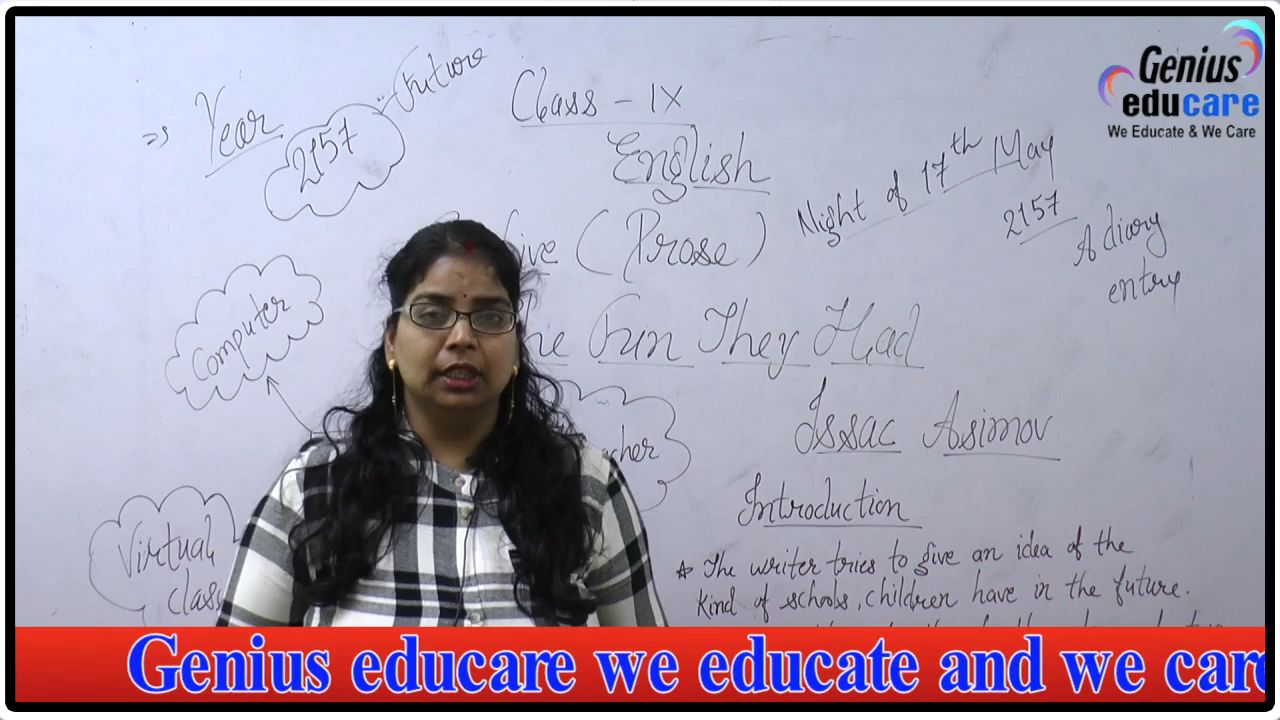 Genius
educare
We Educate & We Care
Class - IX
English
(Prose)
The Fun They Had
Issac Asimov
Introduction
* The writer tries to give an idea of the
kind of schools, children have in the future.
=>
Year
2157
Future
Night of 17th May
2157
A diary
entry
Computer
Virtual
class
Genius educare we educate and we care